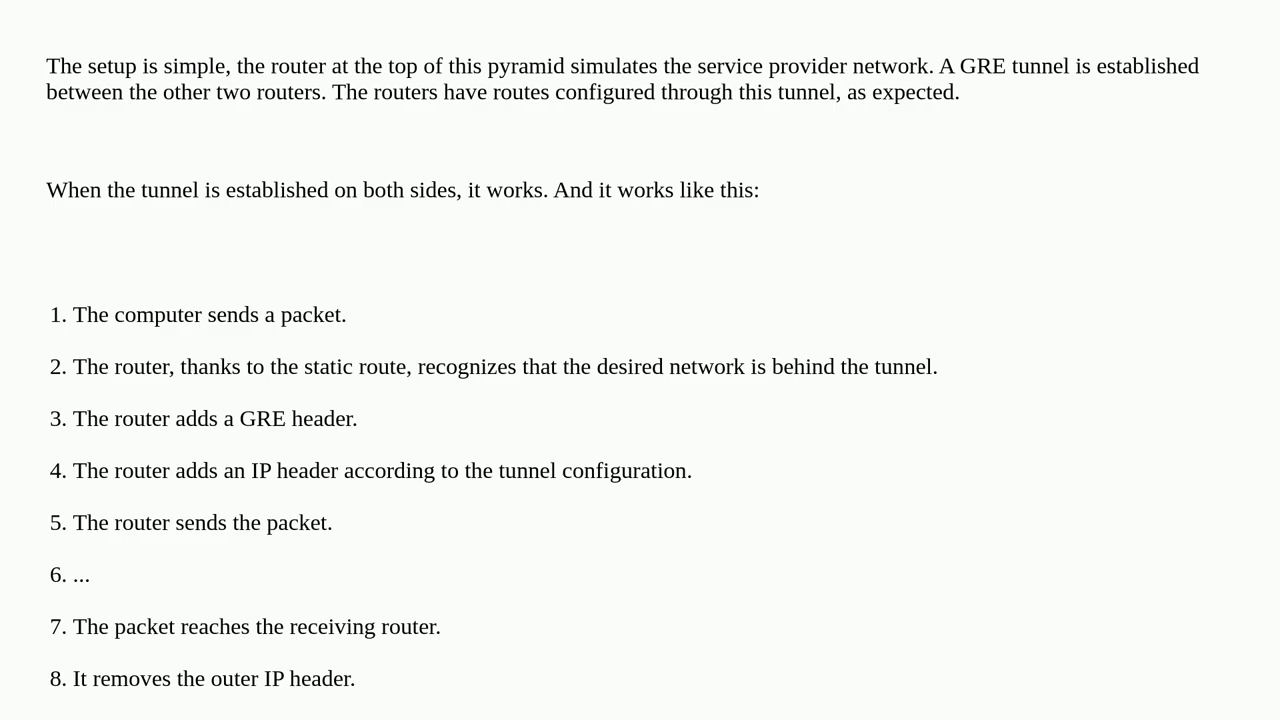 The setup is simple, the router at the top of this pyramid simulates the service provider network. A GRE tunnel is established
between the other two routers. The routers have routes configured through this tunnel, as expected.
When the tunnel is established on both sides, it works. And it works like this:
1. The computer sends a packet.
2. The router, thanks to the static route, recognizes that the desired network is behind the tunnel.
3. The router adds a GRE header.
4. The router adds an IP header according to the tunnel configuration.
5. The router sends the packet.
6. ...
7. The packet reaches the receiving router.
8. It removes the outer IP header.